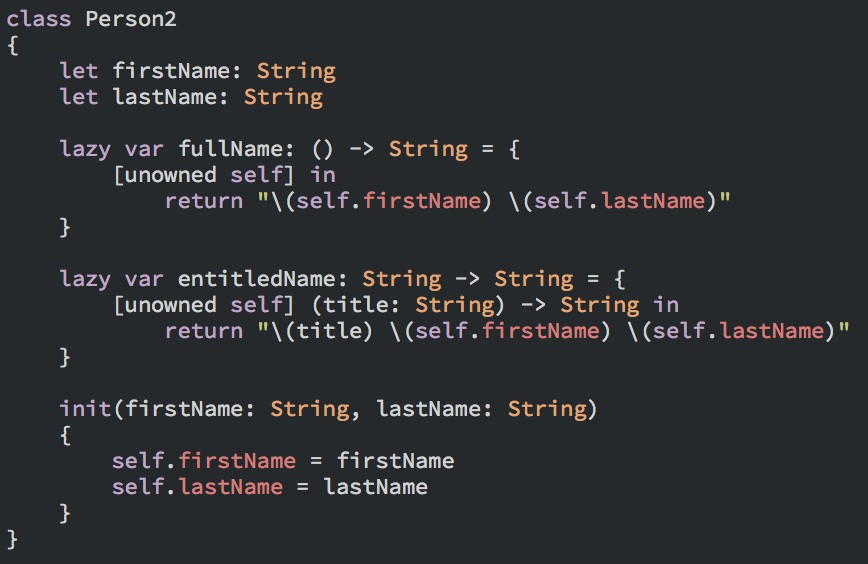 class Person2
{
    let firstName: String
    let lastName: String

    lazy var fullName: () -> String = {
        [unowned self] in
            return "\(self.firstName) \(self.lastName)"
    }

    lazy var entitledName: String -> String = {
        [unowned self] (title: String) -> String in
            return "\(title) \(self.firstName) \(self.lastName)"
    }

    init(firstName: String, lastName: String)
    {
        self.firstName = firstName
        self.lastName = lastName
    }
}